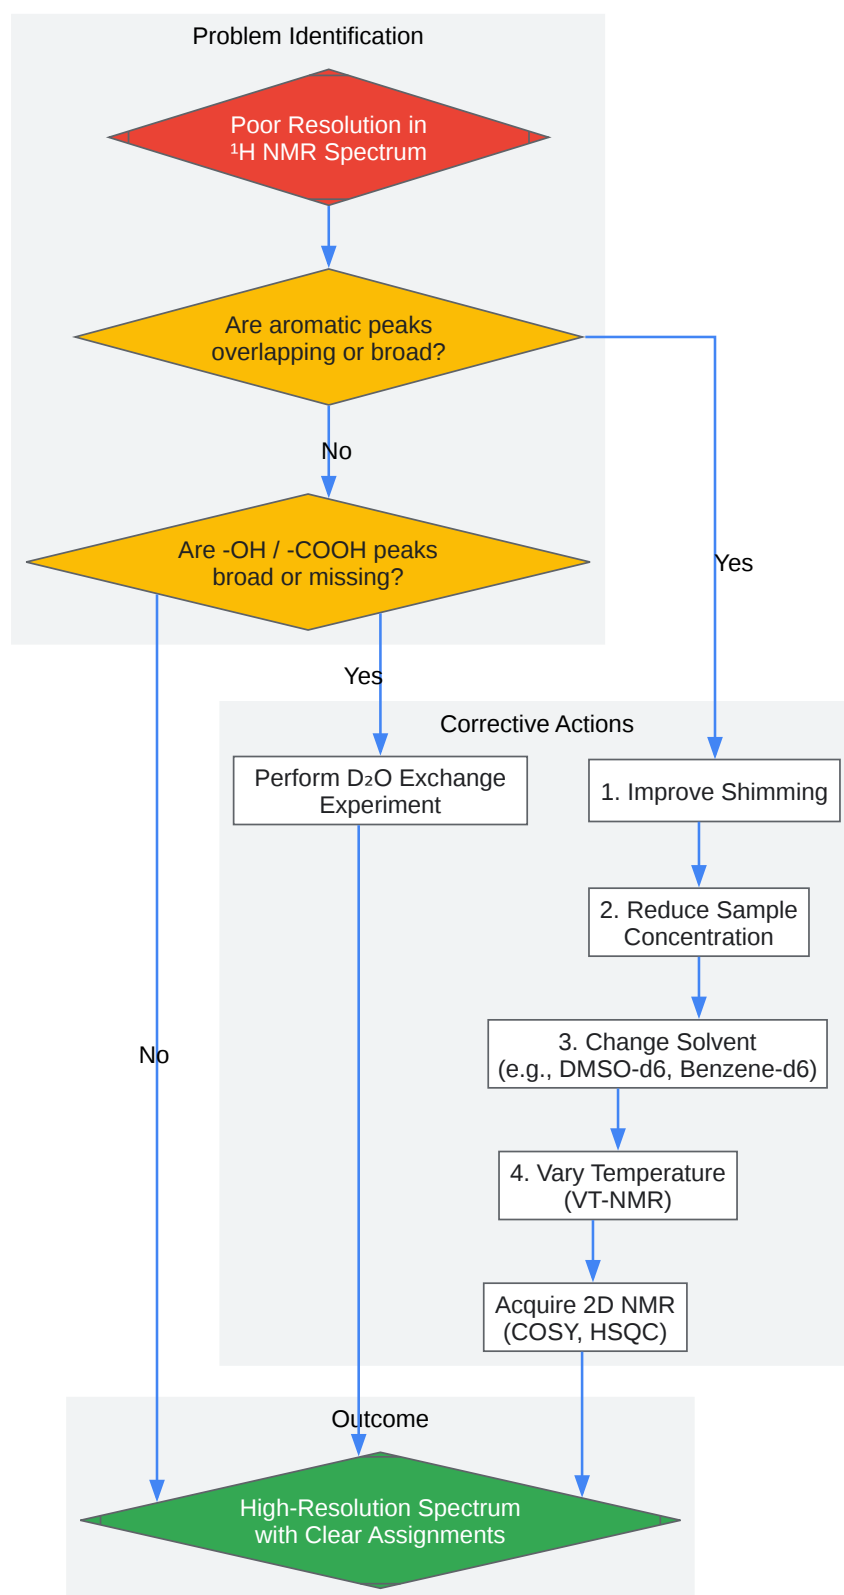 Problem Identification
Poor Resolution in
¹H NMR Spectrum
Are aromatic peaks
overlapping or broad?
No
Are -OH / -COOH peaks
broad or missing?
Yes
Yes
Corrective Actions
Perform D₂O Exchange
Experiment
1. Improve Shimming
2. Reduce Sample
Concentration
3. Change Solvent
(e.g., DMSO-d6, Benzene-d6)
No
4. Vary Temperature
(VT-NMR)
Acquire 2D NMR
(COSY, HSQC)
Outcome
High-Resolution Spectrum
with Clear Assignments